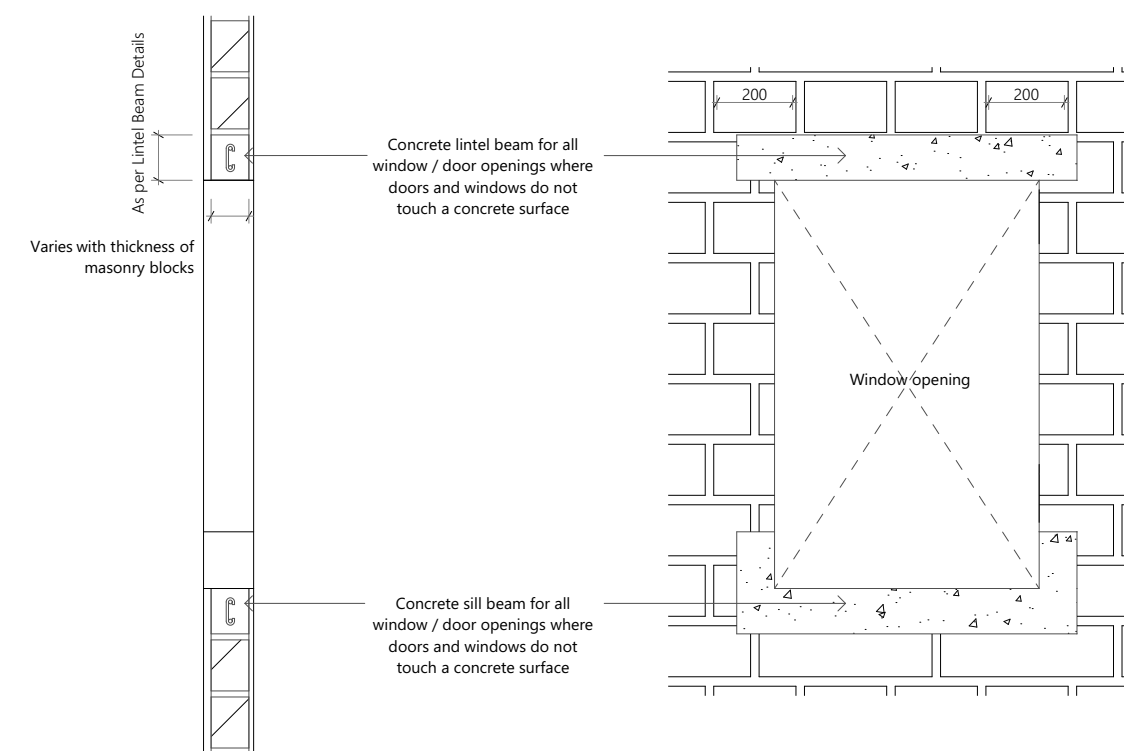 As per Lintel Beam Details
200
200
Concrete lintel beam for all
window / door openings where
doors and windows do not
touch a concrete surface
Varies with thickness of
masonry blocks
Window opening
Concrete sill beam for all
window / door openings where
doors and windows do not
touch a concrete surface